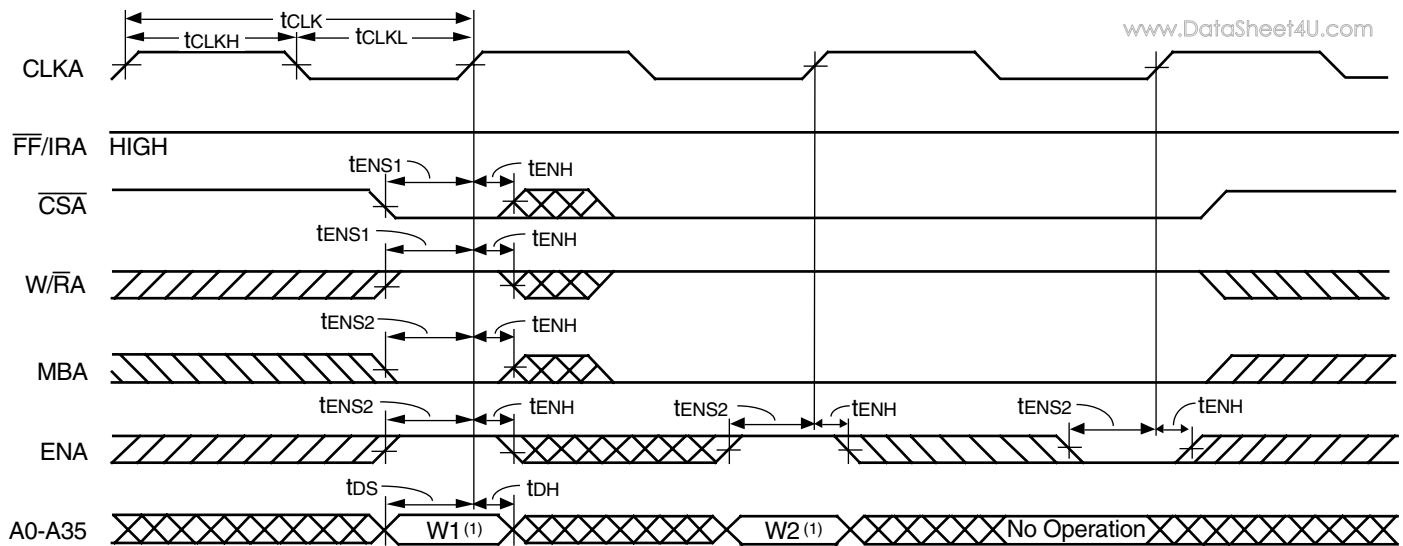 tCLK
www.DataSheet4U.com
tCLKH tCLKL
CLKA
FF/IRA HIGH
tENS1 tENH
CSA
tENS1 tENH
W/RA
tENS2 tENH
MBA
tENS2 tENH tENS2 tENH tENS2 tENH
ENA
tDS tDH
A0-A35 W1(1) W2(1) No Operation